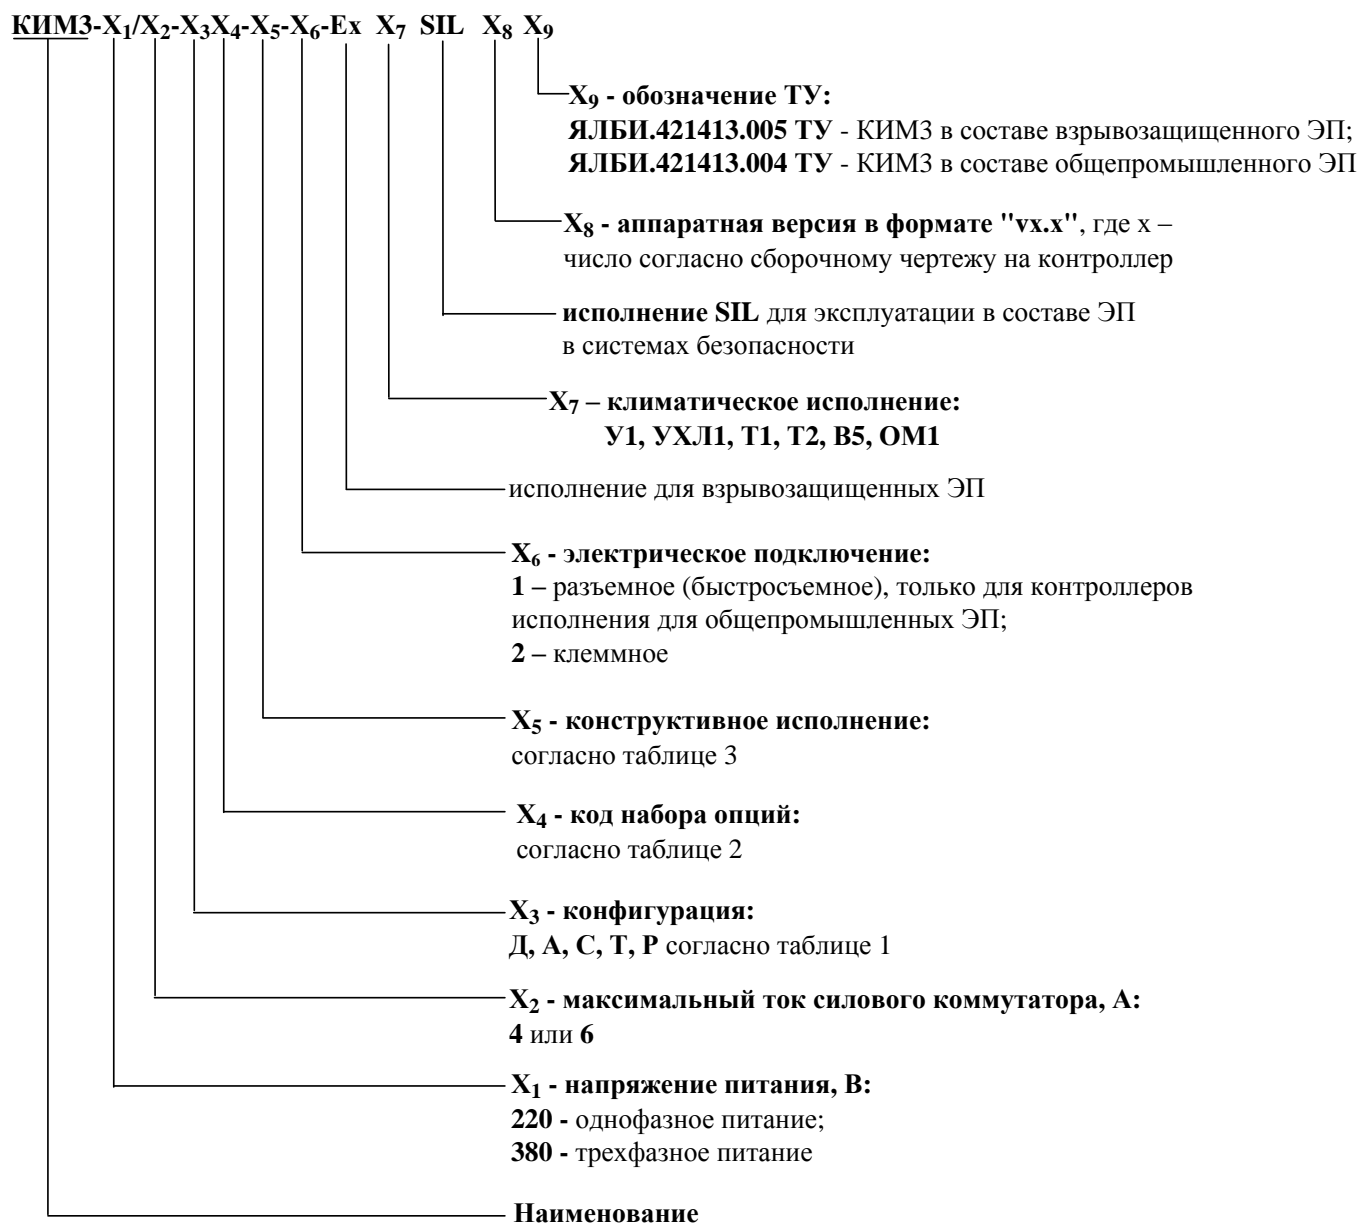 КИМ3-X1/X2-X3X4-X5-X6-Ex X7 SIL X8 X9
X9 - обозначение ТУ:
ЯЛБИ.421413.005 ТУ - КИМ3 в составе взрывозащищенного ЭП;
ЯЛБИ.421413.004 ТУ - КИМ3 в составе общепромышленного ЭП
X8 - аппаратная версия в формате "vx.x", где x –
число согласно сборочному чертежу на контроллер
исполнение SIL для эксплуатации в составе ЭП
в системах безопасности
X7 – климатическое исполнение:
У1, УХЛ1, Т1, Т2, В5, ОМ1
исполнение для взрывозащищенных ЭП
X6 - электрическое подключение:
1 – разъемное (быстросъемное), только для контроллеров
исполнения для общепромышленных ЭП;
2 – клеммное
X5 - конструктивное исполнение:
согласно таблице 3
X4 - код набора опций:
согласно таблице 2
X3 - конфигурация:
Д, А, С, Т, Р согласно таблице 1
X2 - максимальный ток силового коммутатора, А:
4 или 6
X1 - напряжение питания, В:
220 - однофазное питание;
380 - трехфазное питание
Наименование